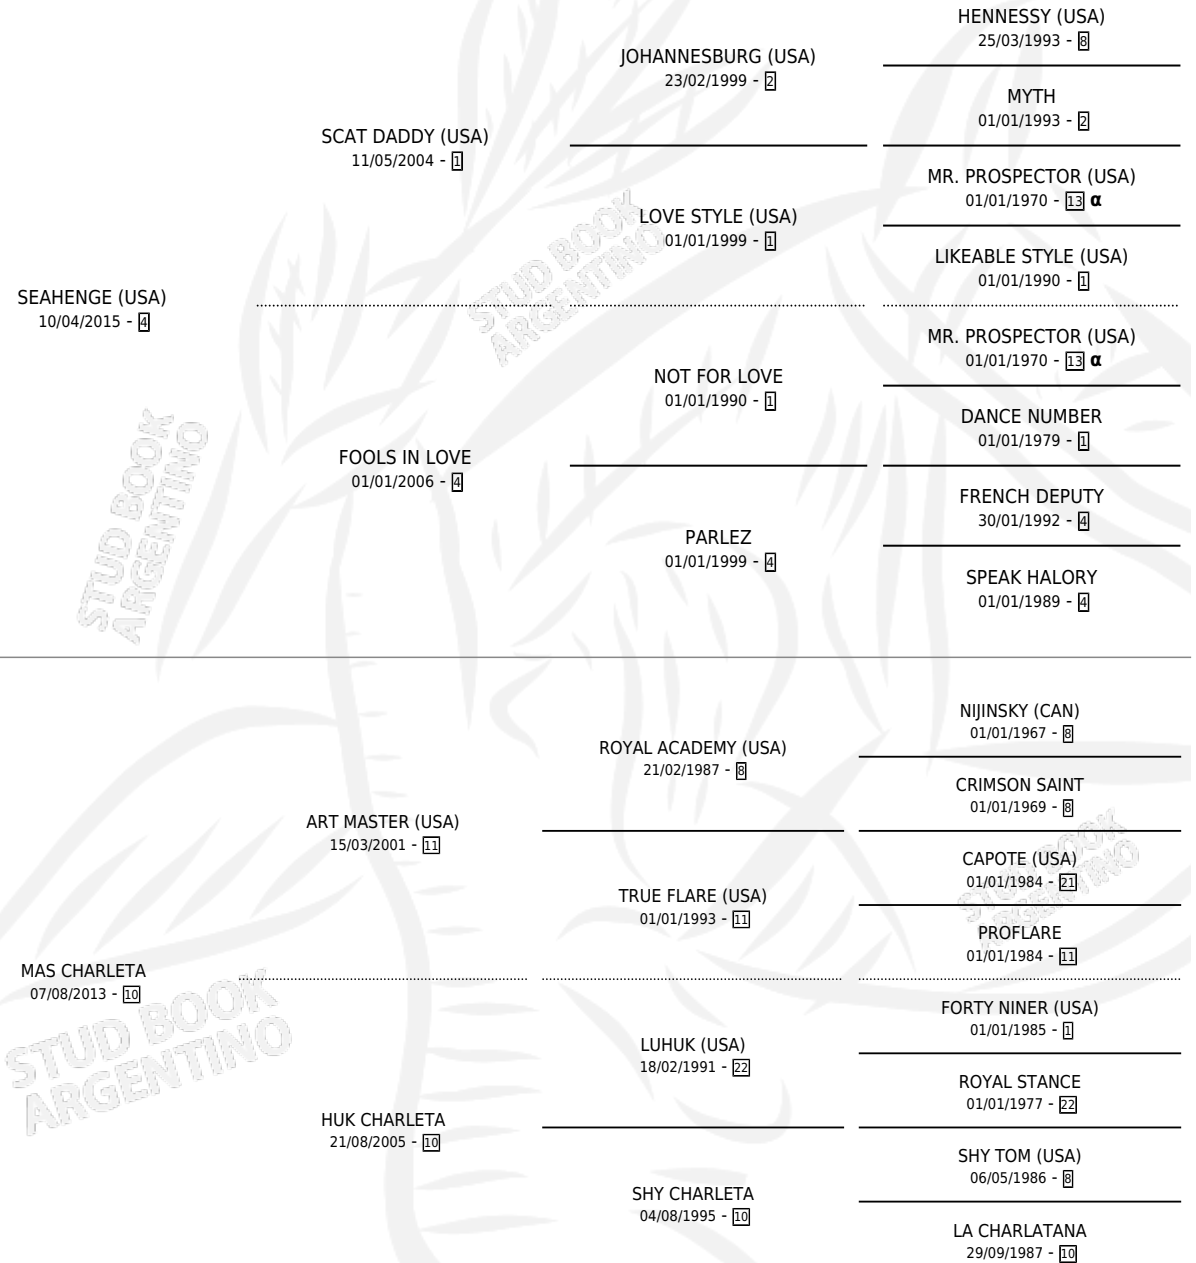 HENNESSY (USA)
25/03/1993 - 8
JOHANNESBURG (USA)
23/02/1999 - 2
MYTH
01/01/1993 - 2
SCAT DADDY (USA)
11/05/2004 - 1
MR. PROSPECTOR (USA)
01/01/1970 - 13 α
LOVE STYLE (USA)
01/01/1999 - 1
LIKEABLE STYLE (USA)
01/01/1990 - 1
SEAHENGE (USA)
10/04/2015 - 4
MR. PROSPECTOR (USA)
01/01/1970 - 13 α
NOT FOR LOVE
01/01/1990 - 1
DANCE NUMBER
01/01/1979 - 1
FOOLS IN LOVE
01/01/2006 - 4
FRENCH DEPUTY
30/01/1992 - 4
PARLEZ
01/01/1999 - 4
SPEAK HALORY
01/01/1989 - 4
STUD BOOK
ARGENTINO
STUD BOOK
ARGENTINO
NIJINSKY (CAN)
01/01/1967 - 8
ROYAL ACADEMY (USA)
21/02/1987 - 8
CRIMSON SAINT
01/01/1969 - 8
ART MASTER (USA)
15/03/2001 - 11
CAPOTE (USA)
01/01/1984 - 21
TRUE FLARE (USA)
01/01/1993 - 11
PROFLARE
01/01/1984 - 11
MAS CHARLETA
07/08/2013 - 10
FORTY NINER (USA)
01/01/1985 - 1
LUHUK (USA)
18/02/1991 - 22
ROYAL STANCE
01/01/1977 - 22
HUK CHARLETA
21/08/2005 - 10
SHY TOM (USA)
06/05/1986 - 8
SHY CHARLETA
04/08/1995 - 10
LA CHARLATANA
29/09/1987 - 10
STUD BOOK
ARGENTINO
STUD BOOK
ARGENTINO